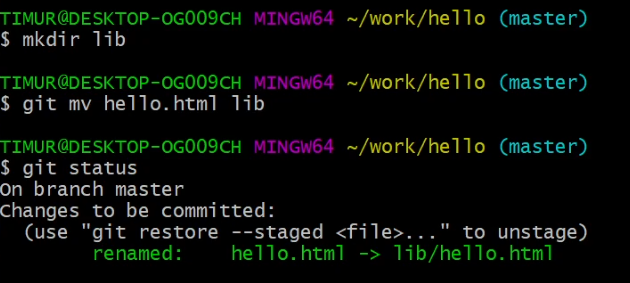 TIMUR@DESKTOP-OG009CH MINGW64 ~/work/hello (master)
$ mkdir lib
TIMUR@DESKTOP-OG009CH MINGW64 ~/work/hello (master)
$ git mv hello.html lib
TIMUR@DESKTOP-OG009CH MINGW64 ~/work/hello (master)
$ git status
On branch master
Changes to be committed:
  (use "git restore --staged <file>..." to unstage)
        renamed:    hello.html -> lib/hello.html